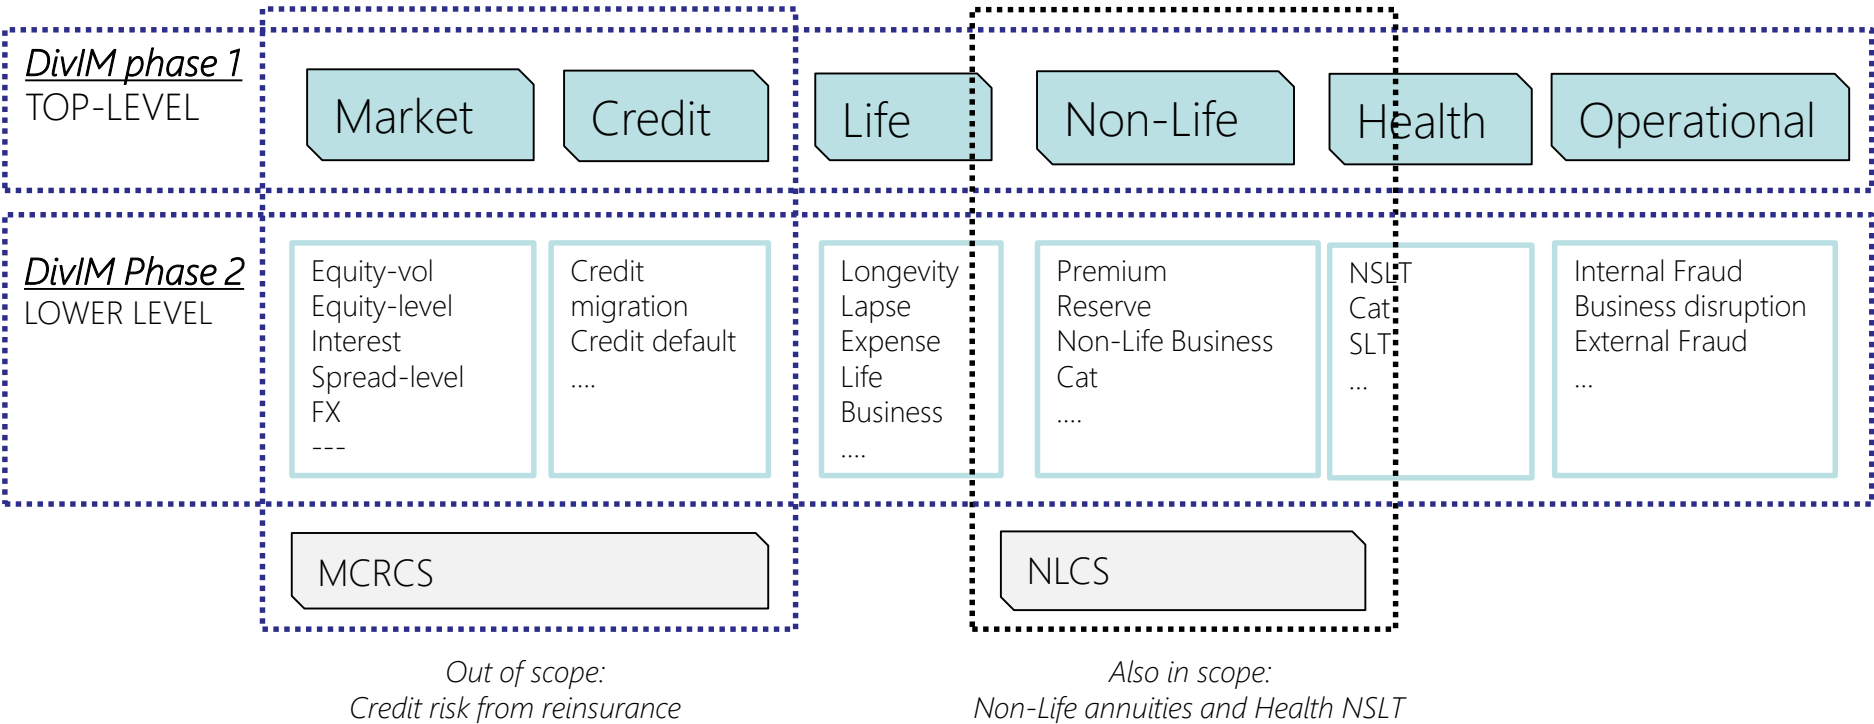 DivIM phase 1
TOP-LEVEL
Market
Credit
Life
Non-Life
Health
Operational
DivIM Phase 2
LOWER LEVEL
Equity-vol
Equity-level
Interest
Spread-level
FX
---
Credit
migration
Credit default
....
Longevity
Lapse
Expense
Life
Business
....
Premium
Reserve
Non-Life Business
Cat
....
NSLT
Cat
SLT
...
Internal Fraud
Business disruption
External Fraud
...
MCRCS
NLCS
Out of scope:
Credit risk from reinsurance
Also in scope:
Non-Life annuities and Health NSLT